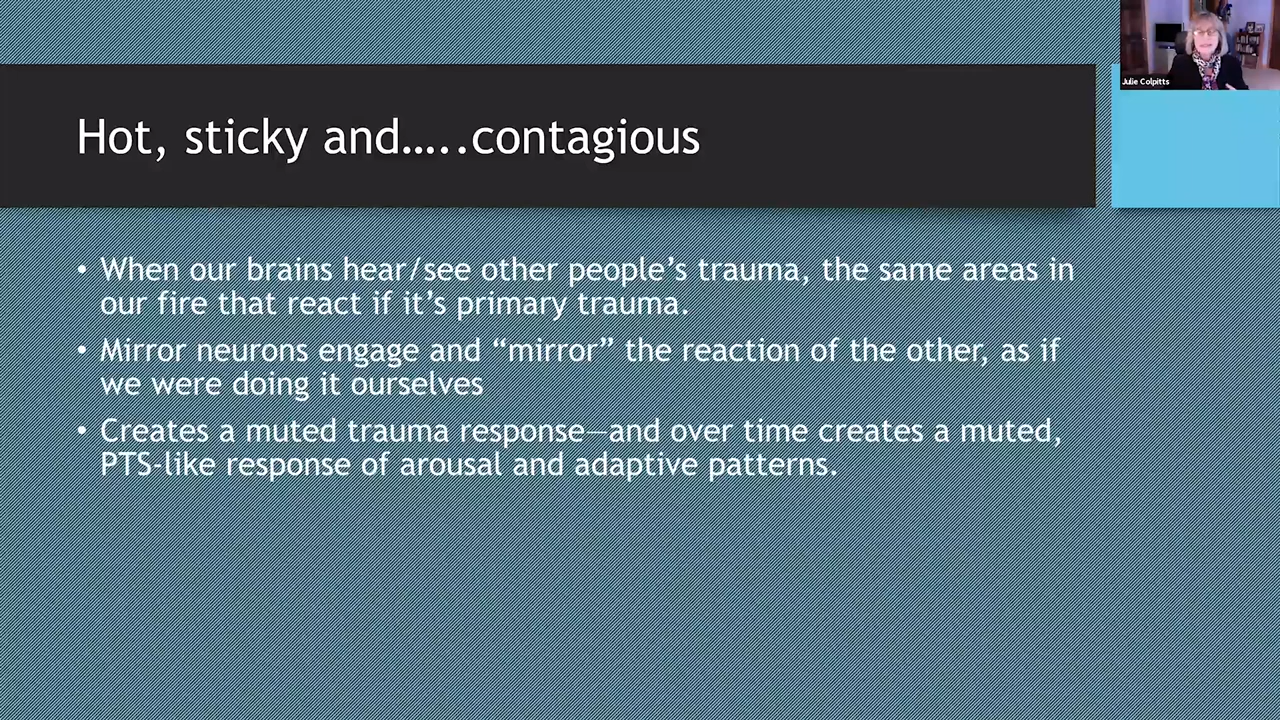 Julie Colpitts
Hot, sticky and…..contagious
• When our brains hear/see other people’s trauma, the same areas in
our fire that react if it’s primary trauma.
• Mirror neurons engage and “mirror” the reaction of the other, as if
we were doing it ourselves
• Creates a muted trauma response—and over time creates a muted,
PTS-like response of arousal and adaptive patterns.